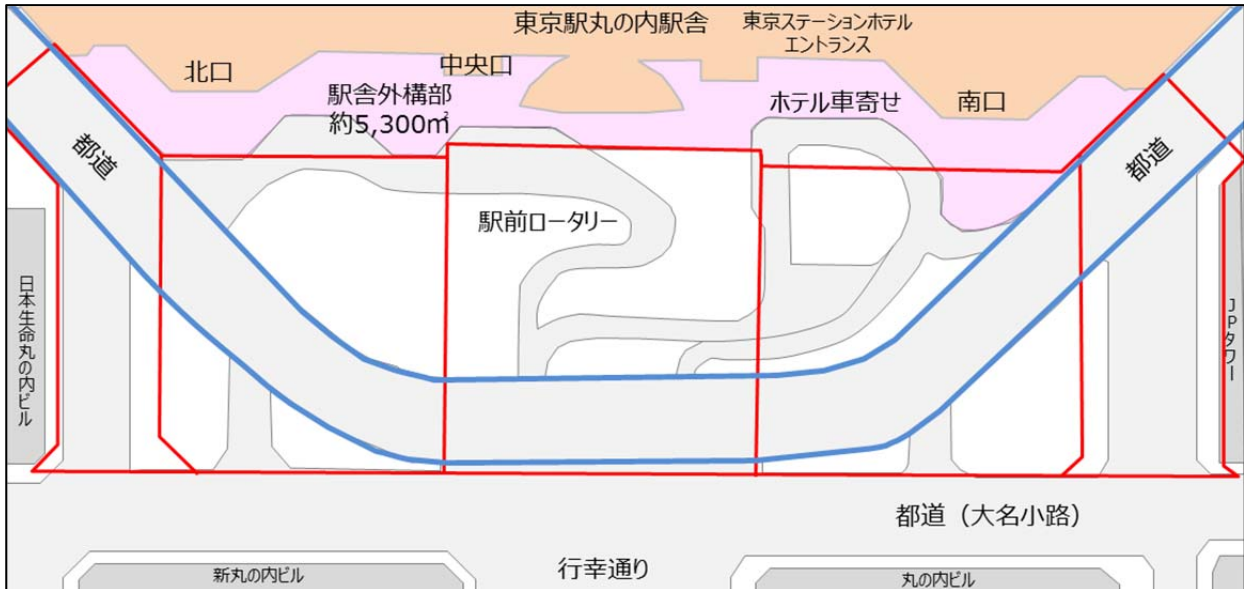 東京駅丸の内駅舎
東京ステーションホテル
エントランス
北口
中央口
駅舎外構部
約5,300㎡
ホテル車寄せ
南口
都道
都道
駅前ロータリー
日本生命丸の内ビル
JPタワー
都道（大名小路）
新丸の内ビル
行幸通り
丸の内ビル